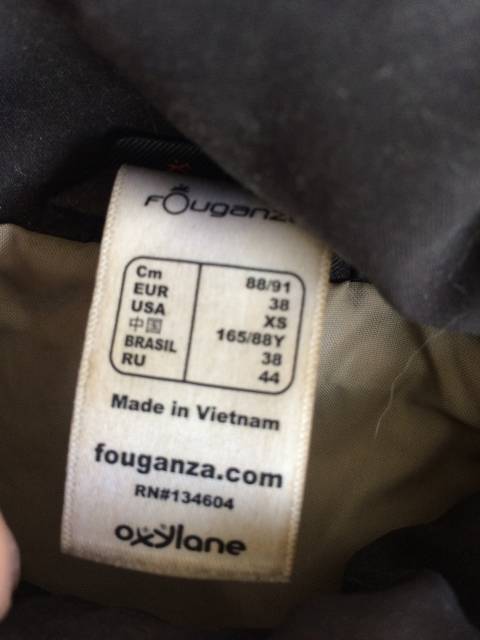 Fouganza
Cm 88/91
EUR 38
USA XS
中国 165/88Y
BRASIL 38
RU 44
Made in Vietnam
fouganza.com
RN#134604
oxylane